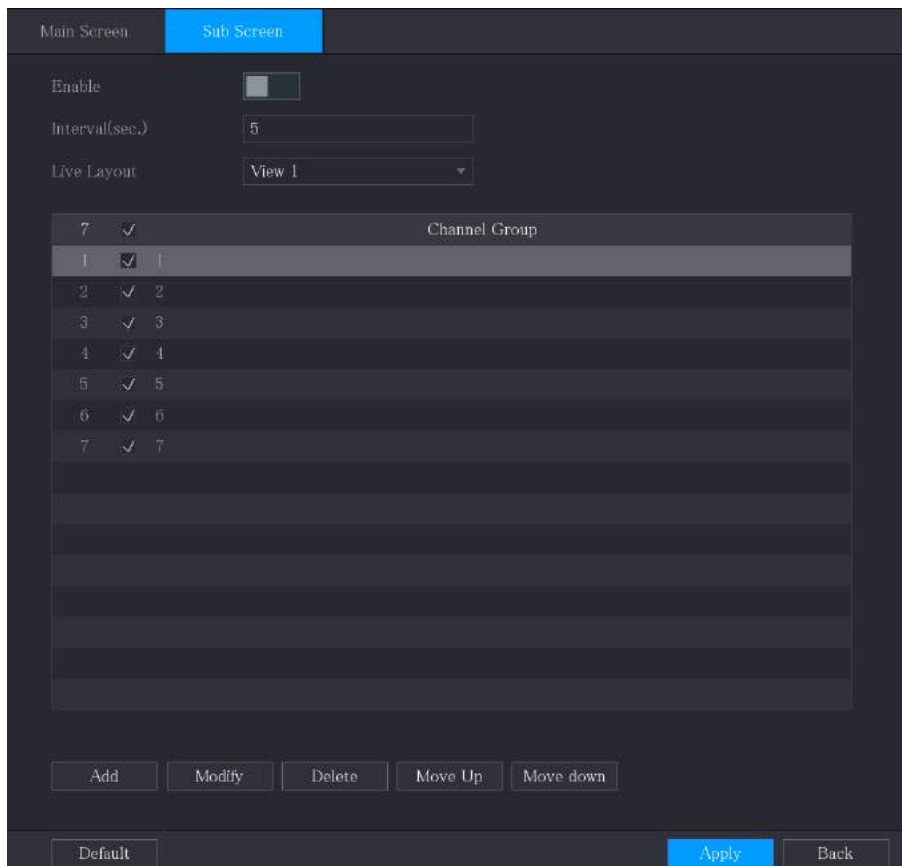 Main Screen Sub Screen
Enable
Interval(sec.) 5
Live Layout View 1
7 Channel Group
1 1
2 2
3 3
4 4
5 5
6 6
7 7
Add Modify Delete Move Up Move down
Default Apply Back